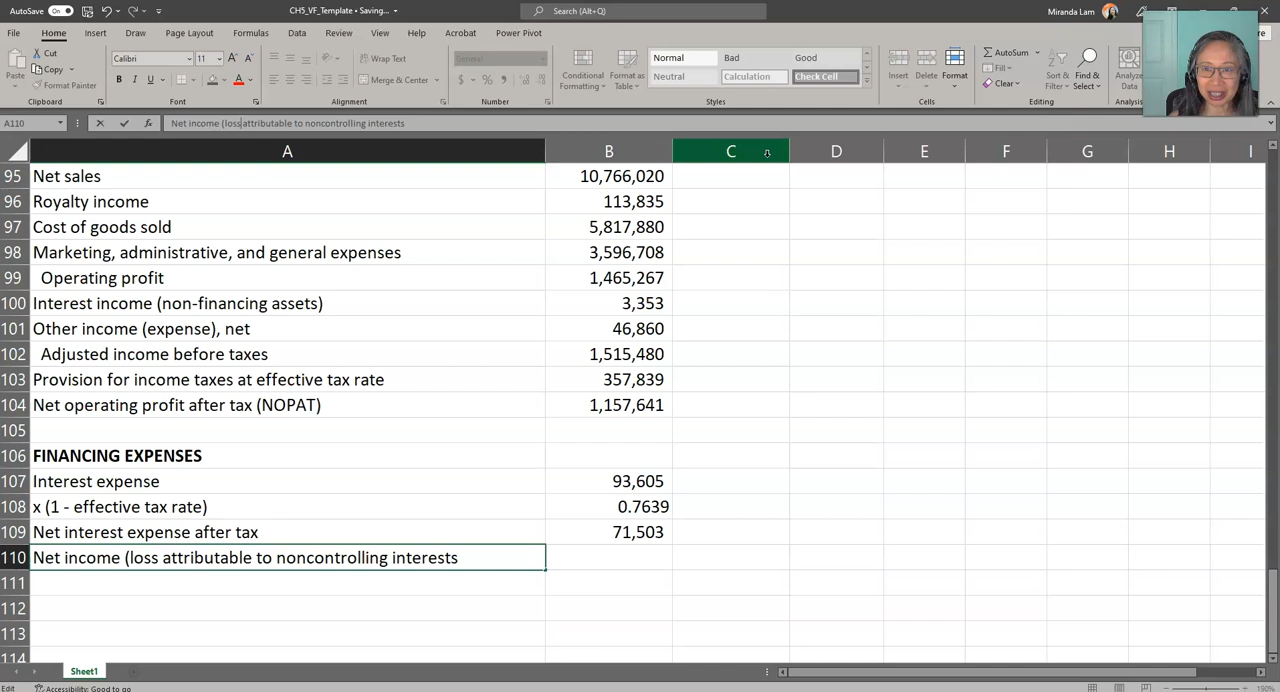 AutoSave On CH5_VF_Template • Saving... Search (Alt+Q) Miranda Lam
File Home Insert Draw Page Layout Formulas Data Review View Help Acrobat Power Pivot
Paste Cut Copy Format Painter Clipboard
Calibri 11 B I U A Font
Wrap Text Merge & Center Alignment
General $ % Number
Conditional Formatting Format as Table Normal Bad Good Neutral Calculation Check Cell Styles
Insert Delete Format Cells
AutoSum Fill Clear Sort & Filter Find & Select Editing
Analyze Data Analysis
A110 fx Net income (loss attributable to noncontrolling interests
A B C D E F G H I
95 Net sales 10,766,020
96 Royalty income 113,835
97 Cost of goods sold 5,817,880
98 Marketing, administrative, and general expenses 3,596,708
99 Operating profit 1,465,267
100 Interest income (non-financing assets) 3,353
101 Other income (expense), net 46,860
102 Adjusted income before taxes 1,515,480
103 Provision for income taxes at effective tax rate 357,839
104 Net operating profit after tax (NOPAT) 1,157,641
105
106 FINANCING EXPENSES
107 Interest expense 93,605
108 x (1 - effective tax rate) 0.7639
109 Net interest expense after tax 71,503
110 Net income (loss attributable to noncontrolling interests
111
112
113
114
Sheet1
Edit Accessibility: Good to go 190%